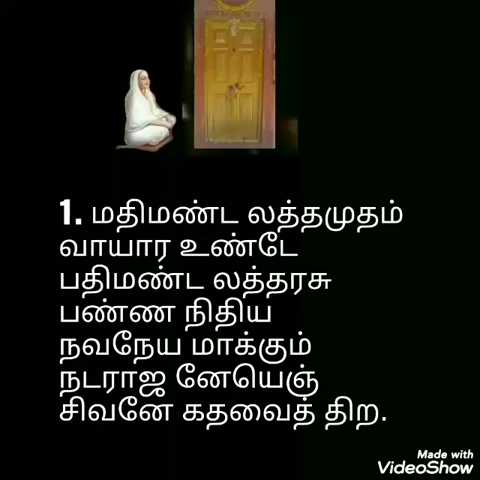 1. மதிமண்ட லத்தமுதம்
வாயார உண்டே
பதிமண்ட லத்தரசு
பண்ண நிதிய
நவநேய மாக்கும்
நடராஜ னேயெஞ்
சிவனே கதவைத் திற.
Made with
VideoShow